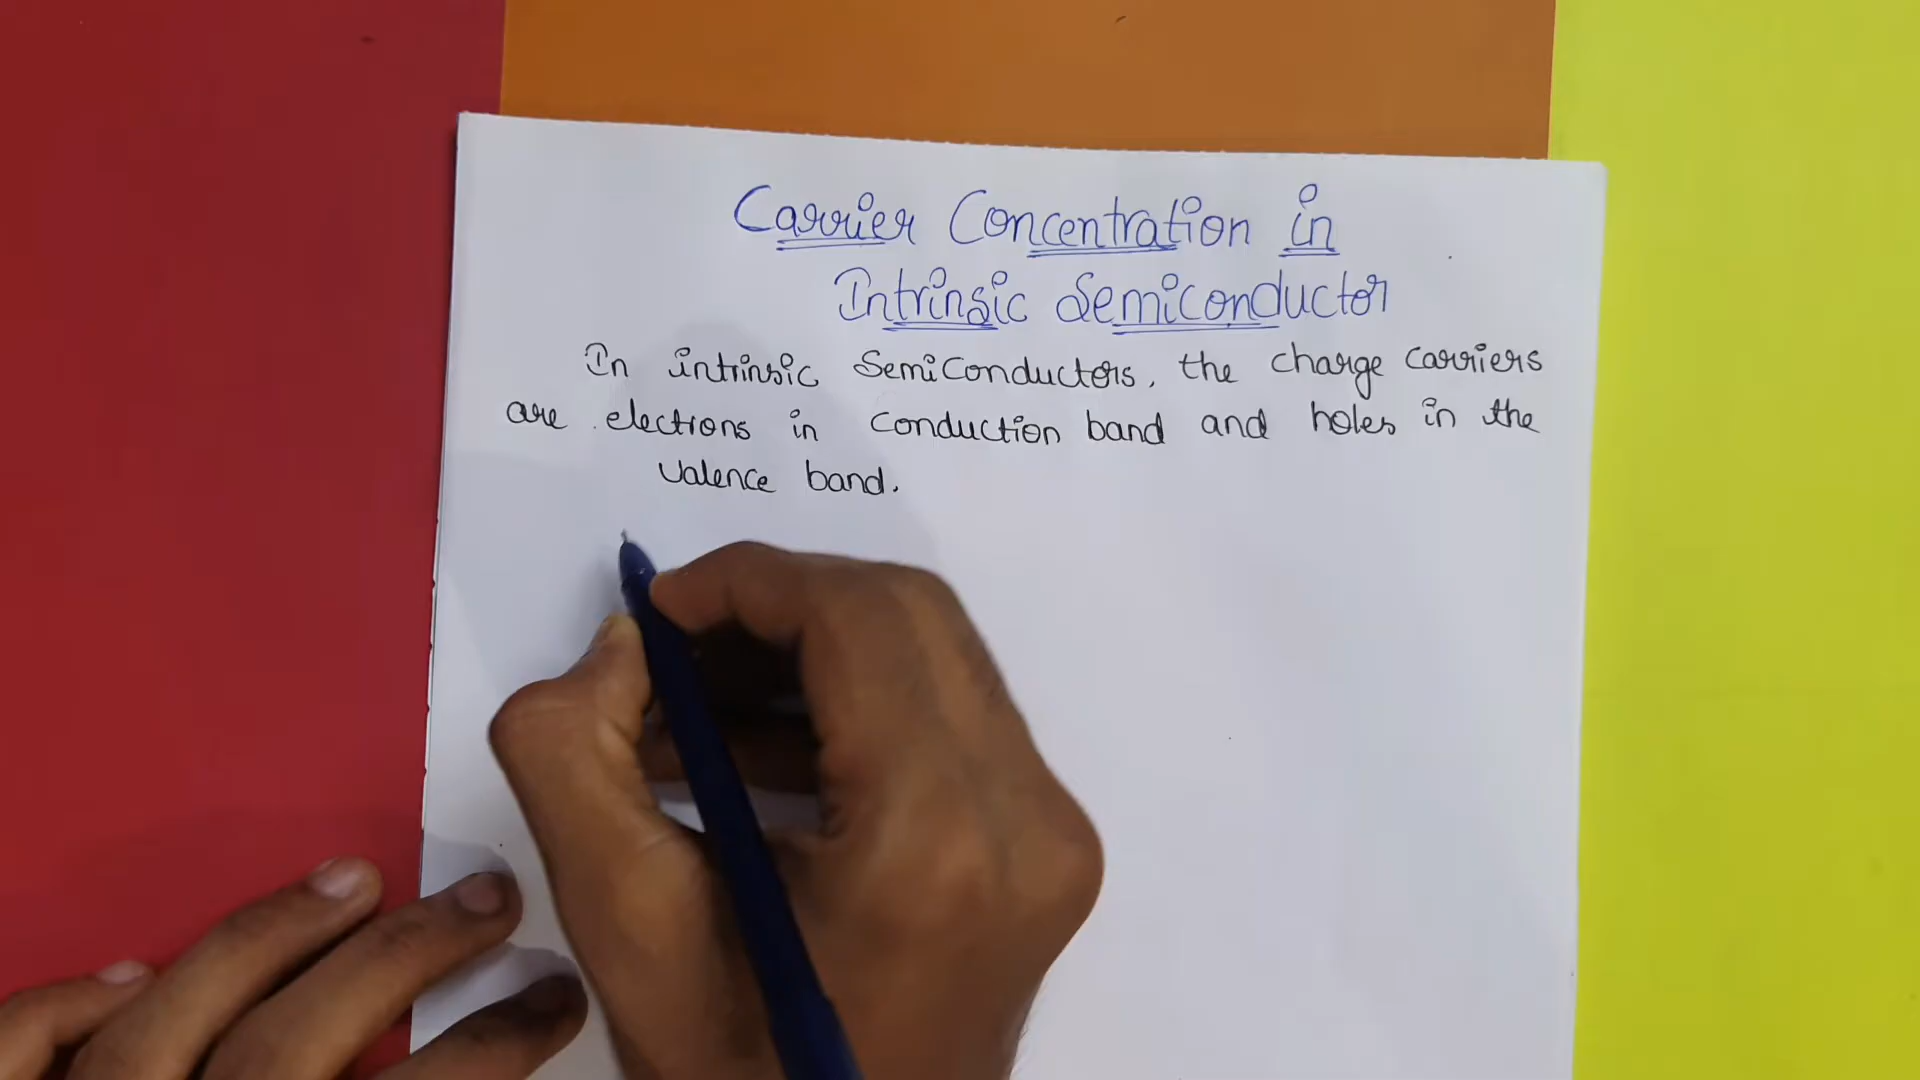 Carrier Concentration in
Intrinsic Semiconductor
In intrinsic SemiConductors, the charge Carriers
are electrons in Conduction band and holes in the
Valence band.